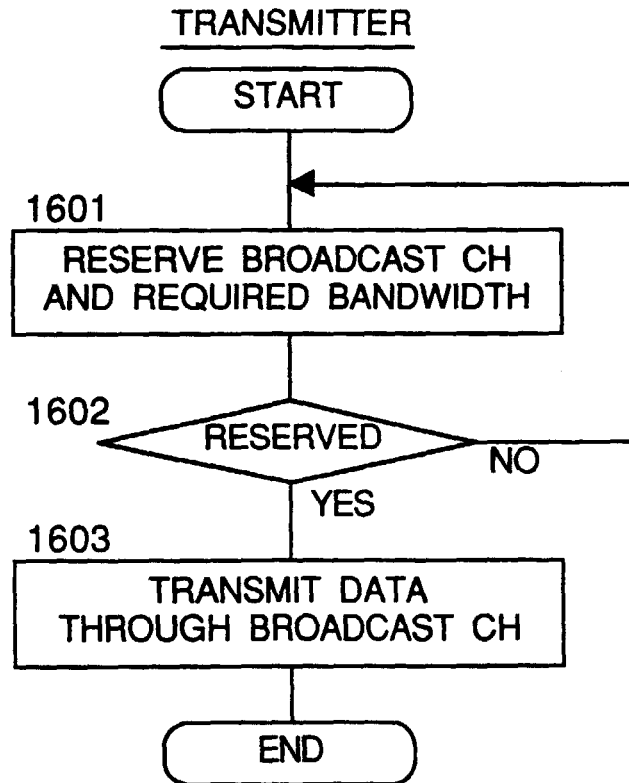 TRANSMITTER
START
1601
RESERVE BROADCAST CH
AND REQUIRED BANDWIDTH
1602
RESERVED
NO
YES
1603
TRANSMIT DATA
THROUGH BROADCAST CH
END